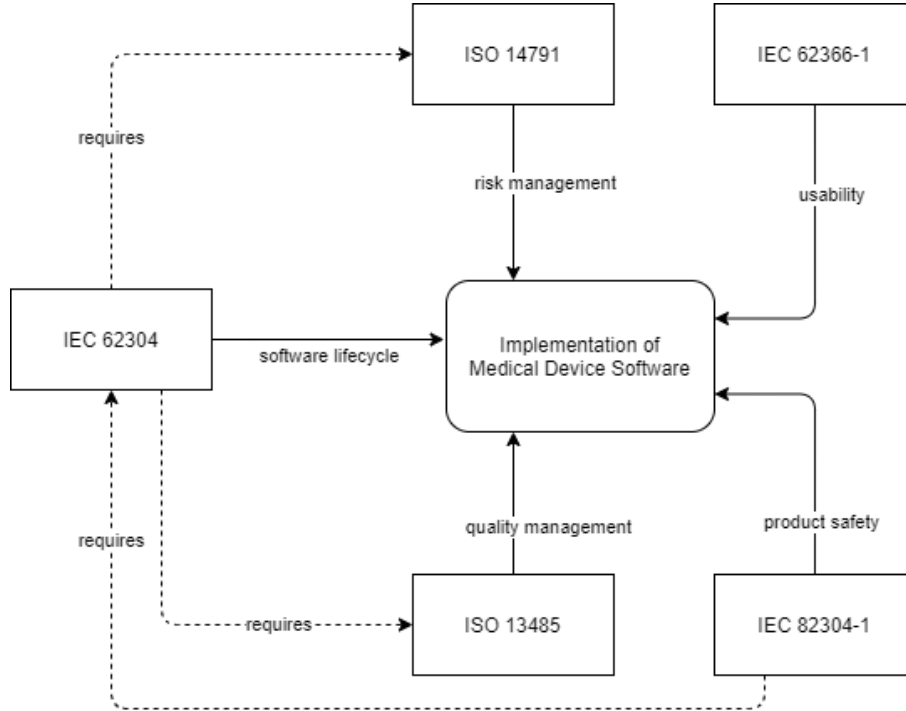 ISO 14791
IEC 62366-1
requires
risk management
usability
IEC 62304
software lifecycle
Implementation of
Medical Device Software
requires
quality management
product safety
requires
ISO 13485
IEC 82304-1